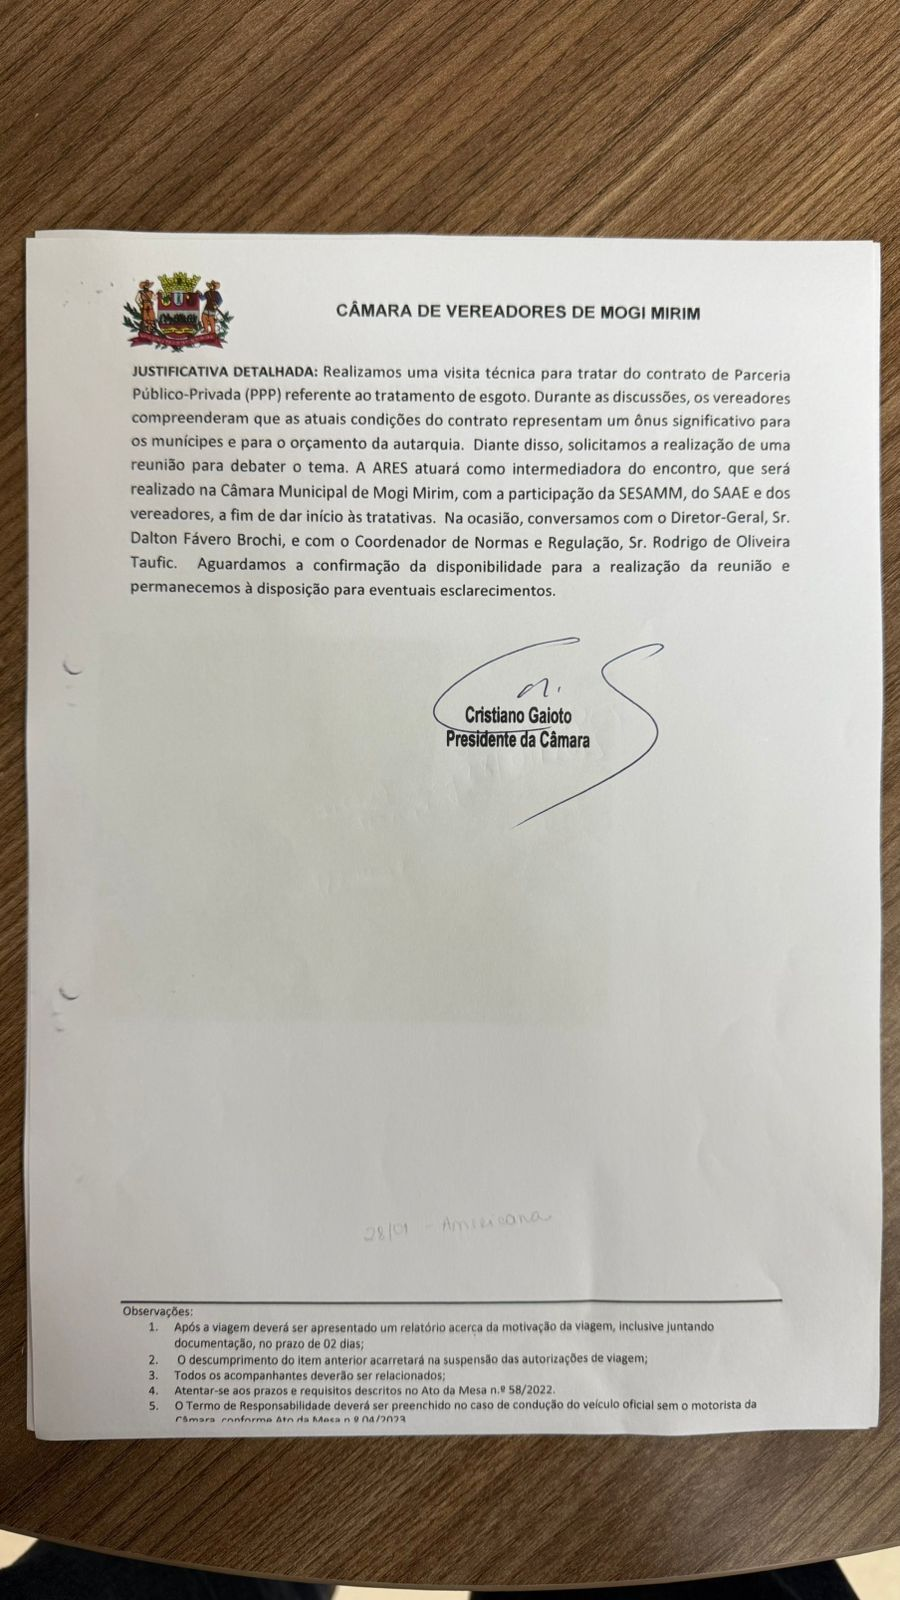 CÂMARA DE VEREADORES DE MOGI MIRIM
JUSTIFICATIVA DETALHADA: Realizamos uma visita técnica para tratar do contrato de Parceria
Público-Privada (PPP) referente ao tratamento de esgoto. Durante as discussões, os vereadores
compreenderam que as atuais condições do contrato representam um ônus significativo para
os munícipes e para o orçamento da autarquia. Diante disso, solicitamos a realização de uma
reunião para debater o tema. A ARES atuará como intermediadora do encontro, que será
realizado na Câmara Municipal de Mogi Mirim, com a participação da SESAMM, do SAAE e dos
vereadores, a fim de dar início às tratativas. Na ocasião, conversamos com o Diretor-Geral, Sr.
Dalton Fávero Brochi, e com o Coordenador de Normas e Regulação, Sr. Rodrigo de Oliveira
Taufic. Aguardamos a confirmação da disponibilidade para a realização da reunião e
permanecemos à disposição para eventuais esclarecimentos.
Cristiano Gaioto
Presidente da Câmara
28/01 - Americana
Observações:
1. Após a viagem deverá ser apresentado um relatório acerca da motivação da viagem, inclusive juntando
documentação, no prazo de 02 dias;
2. O descumprimento do item anterior acarretará na suspensão das autorizações de viagem;
3. Todos os acompanhantes deverão ser relacionados;
4. Atentar-se aos prazos e requisitos descritos no Ato da Mesa n.º 58/2022.
5. O Termo de Responsabilidade deverá ser preenchido no caso de condução do veículo oficial sem o motorista da
Câmara, conforme Ato da Mesa n.º 04/2023